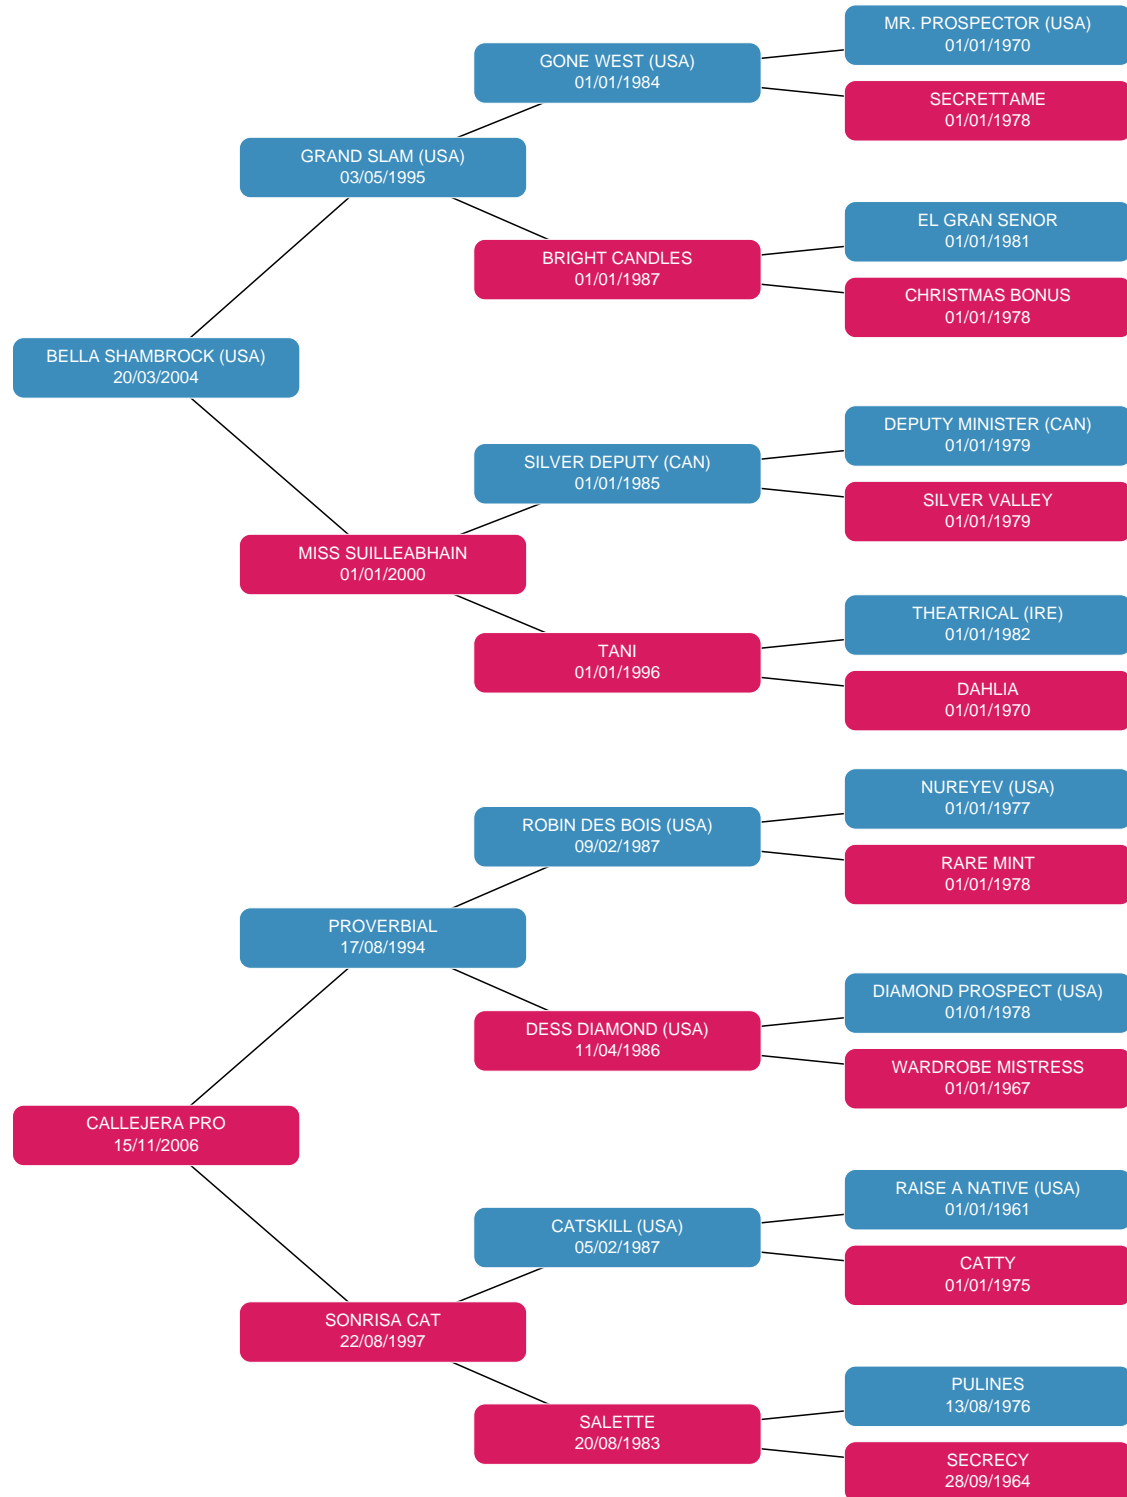 MR. PROSPECTOR (USA)
01/01/1970
GONE WEST (USA)
01/01/1984
SECRETTAME
01/01/1978
GRAND SLAM (USA)
03/05/1995
EL GRAN SENOR
01/01/1981
BRIGHT CANDLES
01/01/1987
CHRISTMAS BONUS
01/01/1978
BELLA SHAMBROCK (USA)
20/03/2004
DEPUTY MINISTER (CAN)
01/01/1979
SILVER DEPUTY (CAN)
01/01/1985
SILVER VALLEY
01/01/1979
MISS SUILLEABHAIN
01/01/2000
THEATRICAL (IRE)
01/01/1982
TANI
01/01/1996
DAHLIA
01/01/1970
NUREYEV (USA)
01/01/1977
ROBIN DES BOIS (USA)
09/02/1987
RARE MINT
01/01/1978
PROVERBIAL
17/08/1994
DIAMOND PROSPECT (USA)
01/01/1978
DESS DIAMOND (USA)
11/04/1986
WARDROBE MISTRESS
01/01/1967
CALLEJERA PRO
15/11/2006
RAISE A NATIVE (USA)
01/01/1961
CATSKILL (USA)
05/02/1987
CATTY
01/01/1975
SONRISA CAT
22/08/1997
PULINES
13/08/1976
SALETTE
20/08/1983
SECRECY
28/09/1964